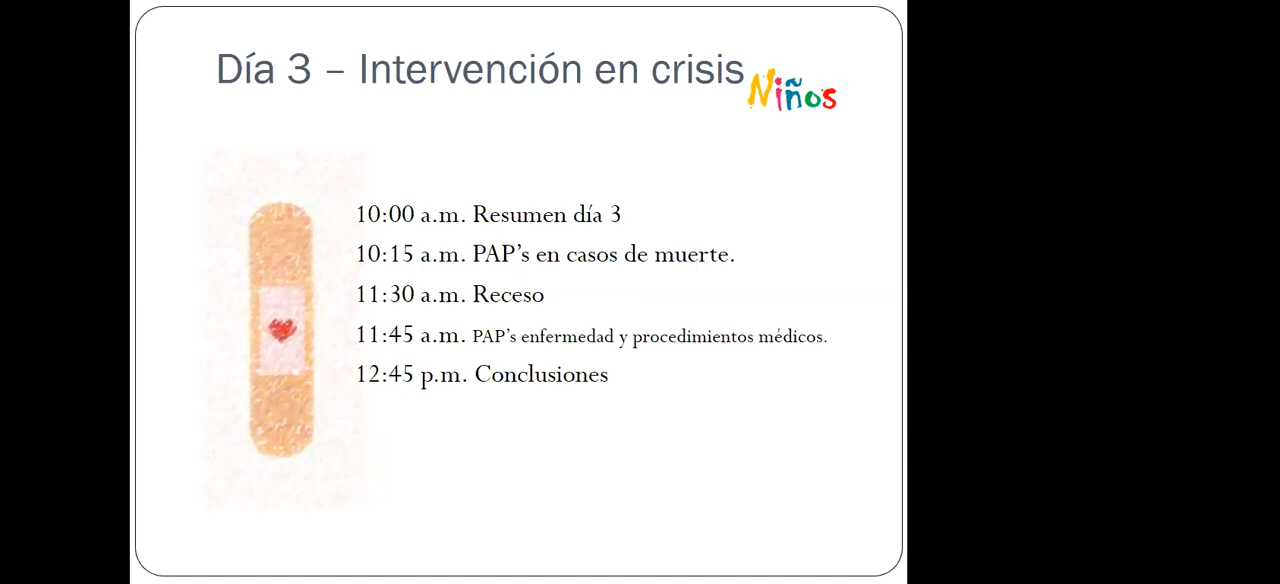 Día 3 – Intervención en crisis
Niños
10:00 a.m. Resumen día 3
10:15 a.m. PAP’s en casos de muerte.
11:30 a.m. Receso
11:45 a.m. PAP’s enfermedad y procedimientos médicos.
12:45 p.m. Conclusiones